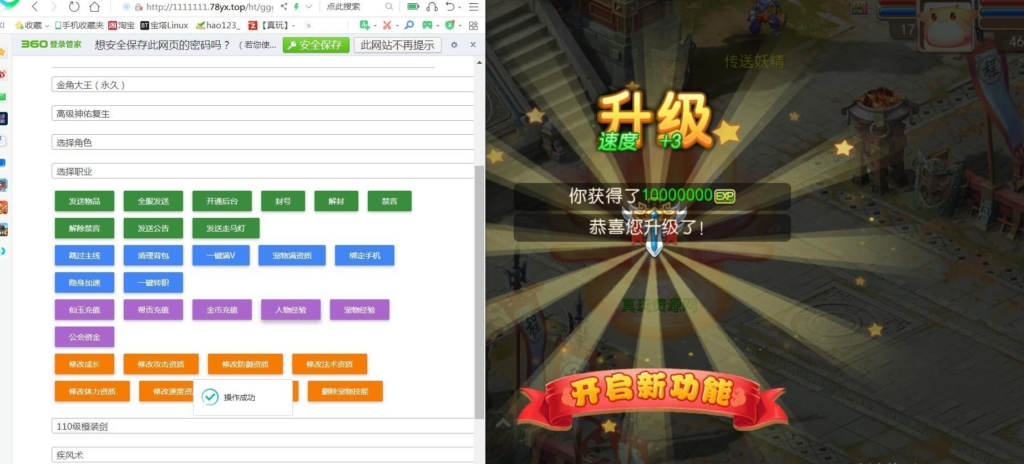 http://1111111.78yx.top/ht/ggg
点此搜索
收藏 手机收藏夹 淘宝 宝塔Linux hao123_ 【真玩】-
360登录管家 想安全保存此网页的密码吗？（若您使... 安全保存 此网站不再提示
金角大王（永久）
高级神佑复生
选择角色
选择职业
发送物品 全服发送 开通后台 封号 解封 禁言
解除禁言 发送公告 发送走马灯
跳过主线 清理背包 一键满V 宠物满资质 绑定手机
隐身加速 一键转职
仙玉充值 帮贡充值 金币充值 人物经验 宠物经验
公会资金
修改成长 修改攻击资质 修改防御资质 修改法术资质
修改体力资质 修改速度资 删除宠物技能
操作成功
110级橙装剑
疾风术
17
46
传送妖精
升级
速度 +3
你获得了10000000EXP
恭喜您升级了!
真玩资源网
开启新功能